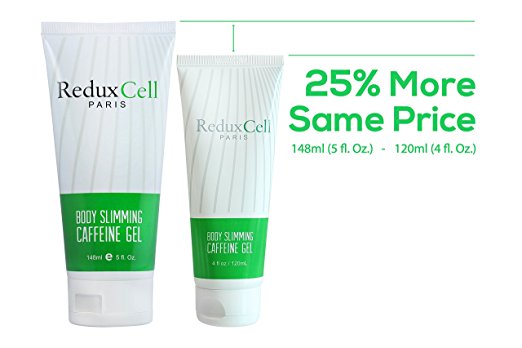 ReduxCell
PARIS
BODY SLIMMING
CAFFEINE GEL
148ml e 5 fl. Oz.
ReduxCell
PARIS
BODY SLIMMING
CAFFEINE GEL
4 fl oz / 120mL
25% More
Same Price
148ml (5 fl. Oz.) - 120ml (4 fl. Oz.)